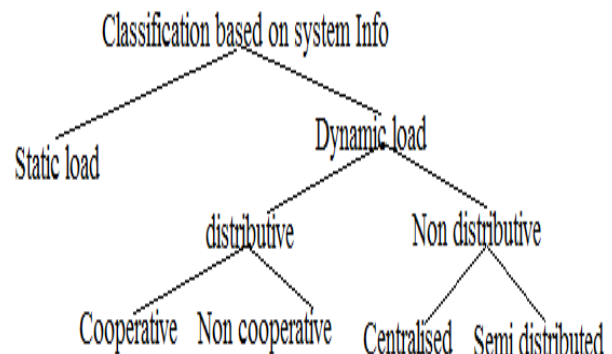 Classification based on system Info
Static load
Dynamic load
distributive
Non distributive
Cooperative
Non cooperative
Centralised
Semi distributed